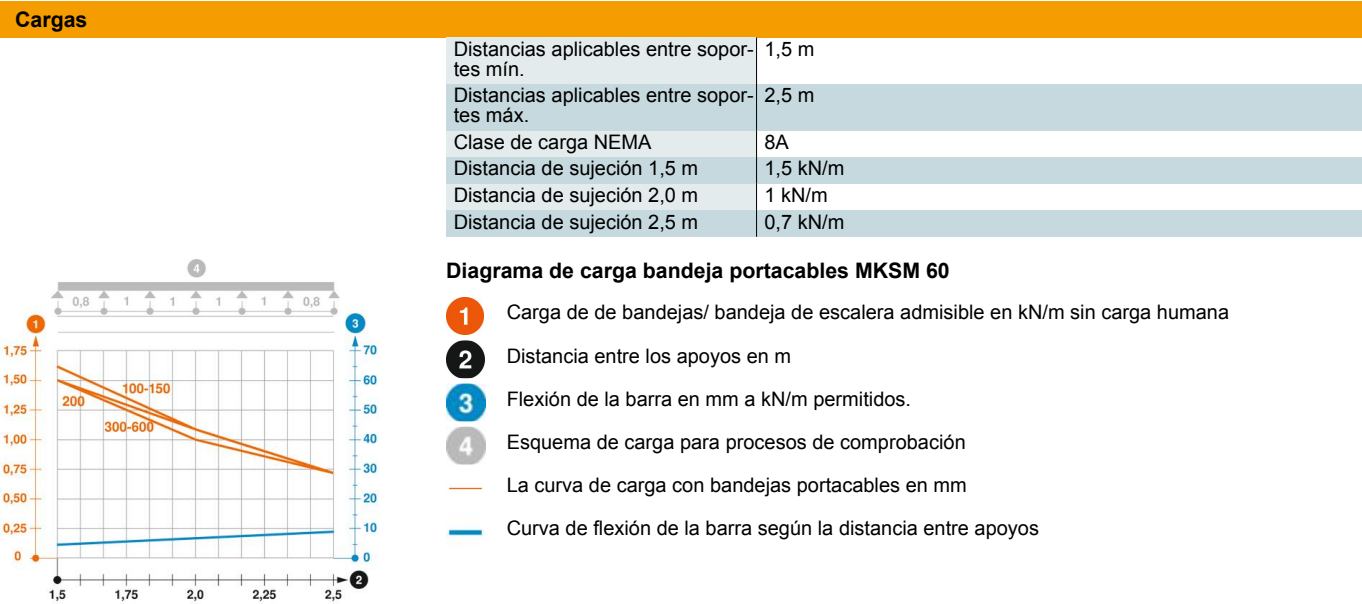 Cargas
Distancias aplicables entre sopor-
tes mín.
1,5 m
Distancias aplicables entre sopor-
tes máx.
2,5 m
Clase de carga NEMA
8A
Distancia de sujeción 1,5 m
1,5 kN/m
Distancia de sujeción 2,0 m
1 kN/m
Distancia de sujeción 2,5 m
0,7 kN/m
4
0,8 1 1 1 1 0,8
1
3
1,75
1,50
1,25
1,00
0,75
0,50
0,25
0
100-150
200
300-600
70
60
50
40
30
20
10
0
2
1,5 1,75 2,0 2,25 2,5
Diagrama de carga bandeja portacables MKSM 60
1 Carga de de bandejas/ bandeja de escalera admisible en kN/m sin carga humana
2 Distancia entre los apoyos en m
3 Flexión de la barra en mm a kN/m permitidos.
4 Esquema de carga para procesos de comprobación
La curva de carga con bandejas portacables en mm
Curva de flexión de la barra según la distancia entre apoyos